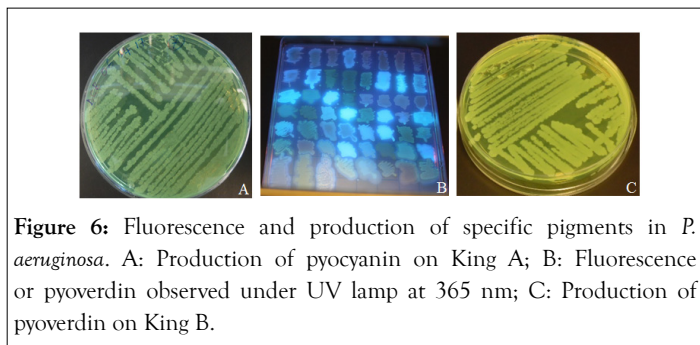 A
B
C
Figure 6: Fluorescence and production of specific pigments in P.
aeruginosa. A: Production of pyocyanin on King A; B: Fluorescence
or pyoverdin observed under UV lamp at 365 nm; C: Production of
pyoverdin on King B.